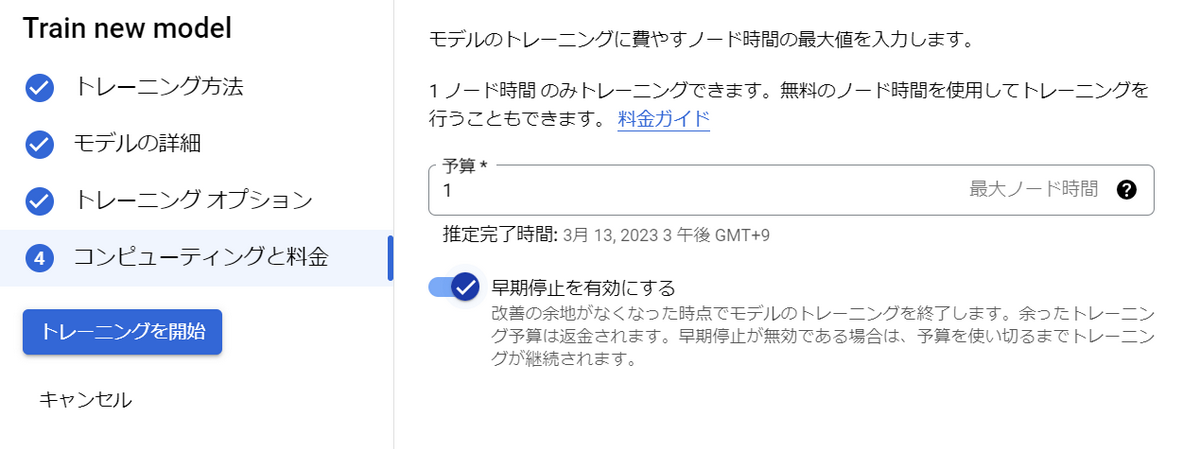 Train new model
トレーニング方法
モデルの詳細
トレーニング オプション
4 コンピューティングと料金
トレーニングを開始
キャンセル
モデルのトレーニングに費やすノード時間の最大値を入力します。
1 ノード時間 のみトレーニングできます。無料のノード時間を使用してトレーニングを
行うこともできます。 料金ガイド
予算 *
1 最大ノード時間 ?
推定完了時間: 3月 13, 2023 3 午後 GMT+9
早期停止を有効にする
改善の余地がなくなった時点でモデルのトレーニングを終了します。余ったトレーニン
グ予算は返金されます。早期停止が無効である場合は、予算を使い切るまでトレーニン
グが継続されます。